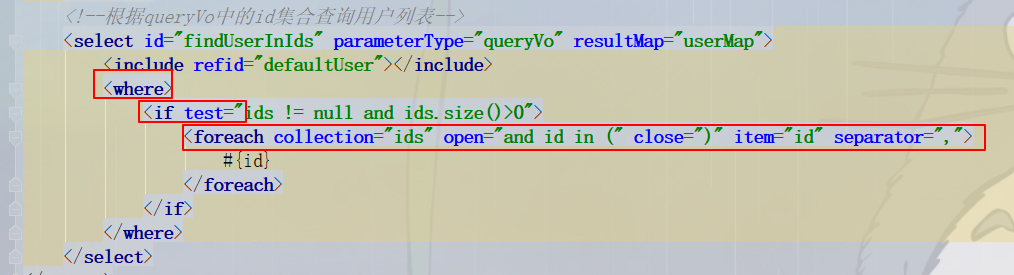 <!--根据queryVo中的id集合查询用户列表-->
<select id="findUserInIds" parameterType="queryVo" resultMap="userMap">
<include refid="defaultUser"></include>
<where>
<if test="ids != null and ids.size()>0">
<foreach collection="ids" open="and id in (" close=")" item="id" separator=",">
#{id}
</foreach>
</if>
</where>
</select>